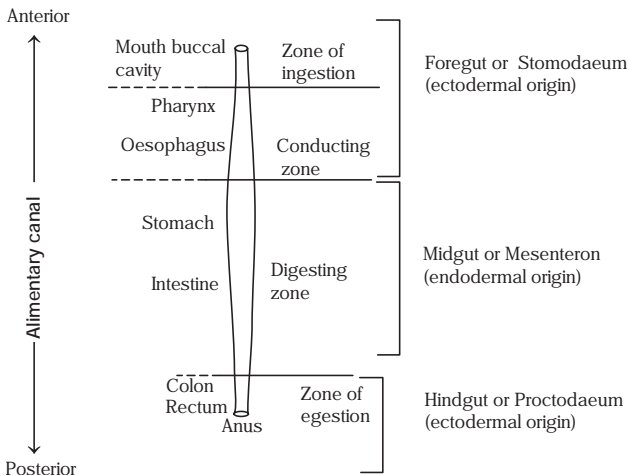 Anterior
Mouth buccal
cavity
Zone of
ingestion
Foregut or Stomodaeum
(ectodermal origin)
Pharynx
Oesophagus
Conducting
zone
Alimentary canal
Stomach
Intestine
Digesting
zone
Midgut or Mesenteron
(endodermal origin)
Colon
Rectum
Anus
Zone of
egestion
Hindgut or Proctodaeum
(ectodermal origin)
Posterior